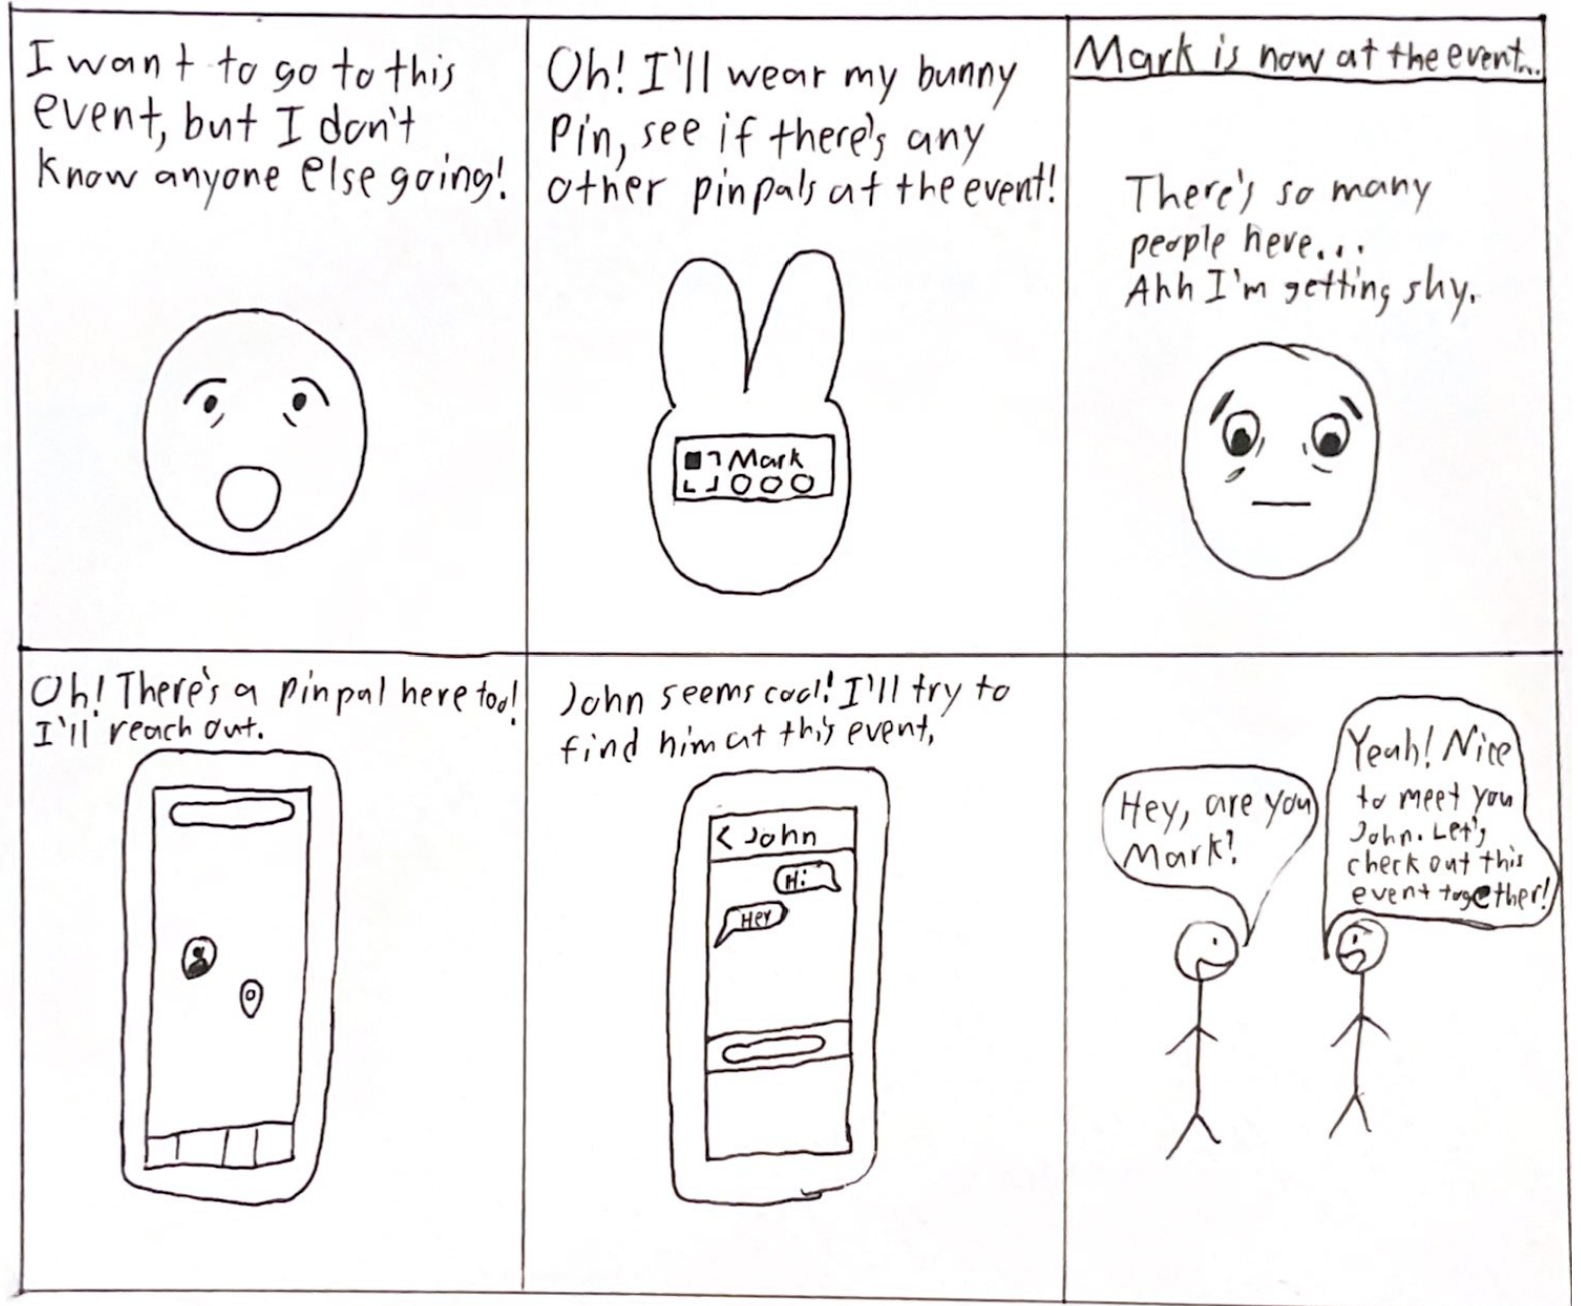 I want to go to this
event, but I don't
know anyone else going!
Oh! I'll wear my bunny
pin, see if there's any
other pinpals at the event!
Mark
Mark is now at the event...
There's so many
people here...
Ahh I'm getting shy.
Oh! There's a pinpal here too!
I'll reach out.
John seems cool! I'll try to
find him at this event.
< John
Hi
Hey
Hey, are you
Mark?
Yeah! Nice
to meet you
John. Let's
check out this
event together!